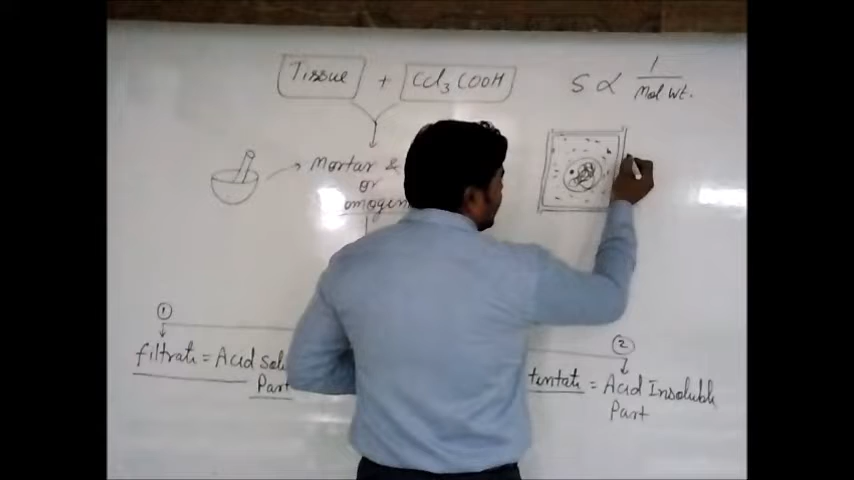 Tissue + CCl3COOH
S ∝ 1 / Mol. Wt.
Mortar &
or
omogen
①
②
filtrate = Acid Sol
Part
tentate = Acid Insoluble
Part